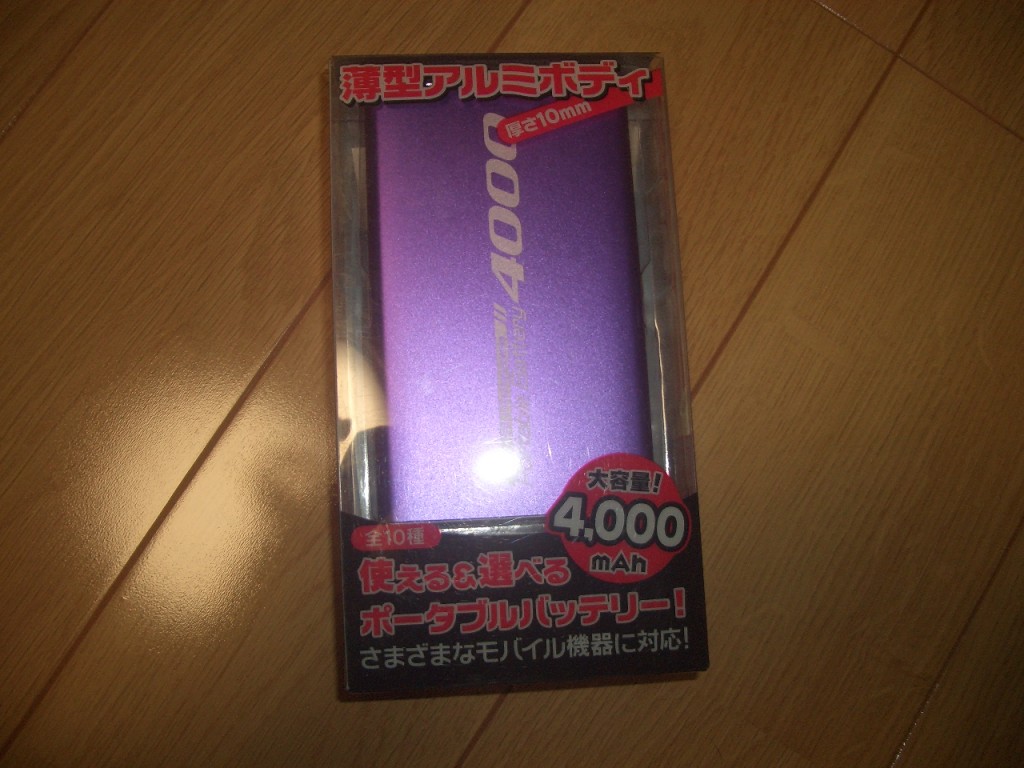 薄型アルミボディ
厚さ10mm
4000
大容量!
4,000
mAh
全10種
使える&選べる
ポータブルバッテリー!
さまざまなモバイル機器に対応!